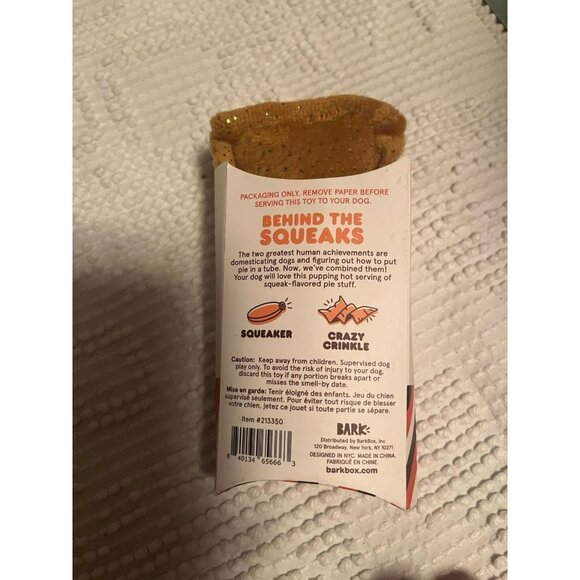 PACKAGING ONLY. REMOVE PAPER BEFORE
SERVING THIS TOY TO YOUR DOG.
BEHIND THE
SQUEAKS
The two greatest human achievements are
domesticating dogs and figuring out how to put
pie in a tube. Now, we've combined them!
Your dog will love this pupping hot serving of
squeak-flavored pie stuff.
SQUEAKER
CRAZY
CRINKLE
Caution: Keep away from children. Supervised dog
play only. To avoid the risk of injury to your dog,
discard this toy if any portion breaks apart or
misses the smell-by date.
Mise en garde: Tenir éloigné des enfants. Jeu du chien
supervisé seulement. Pour éviter tout risque de blesser
votre chien, jetez ce jouet si toute partie se sépare.
Item #213350
8 40134 65666 3
BARK
Distributed by BarkBox, Inc
120 Broadway, New York, NY 10271.
DESIGNED IN NYC. MADE IN CHINA.
FABRIQUÉ EN CHINE.
barkbox.com